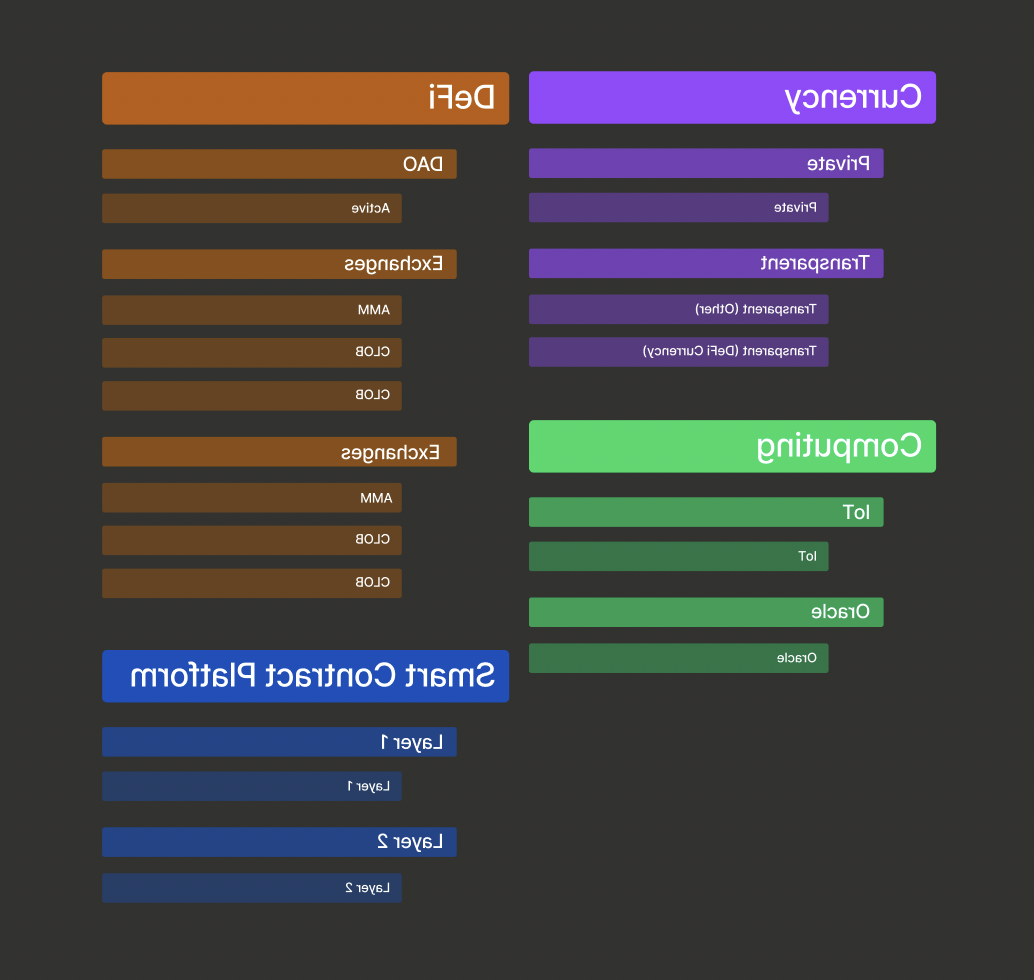 Currency
Private
Private
Transparent
Transparent (Other)
Transparent (DeFi Currency)
Computing
IoT
IoT
Oracle
Oracle
DeFi
DAO
Active
Exchanges
AMM
CLOB
CLOB
Exchanges
AMM
CLOB
CLOB
Smart Contract Platform
Layer 1
Layer 1
Layer 2
Layer 2